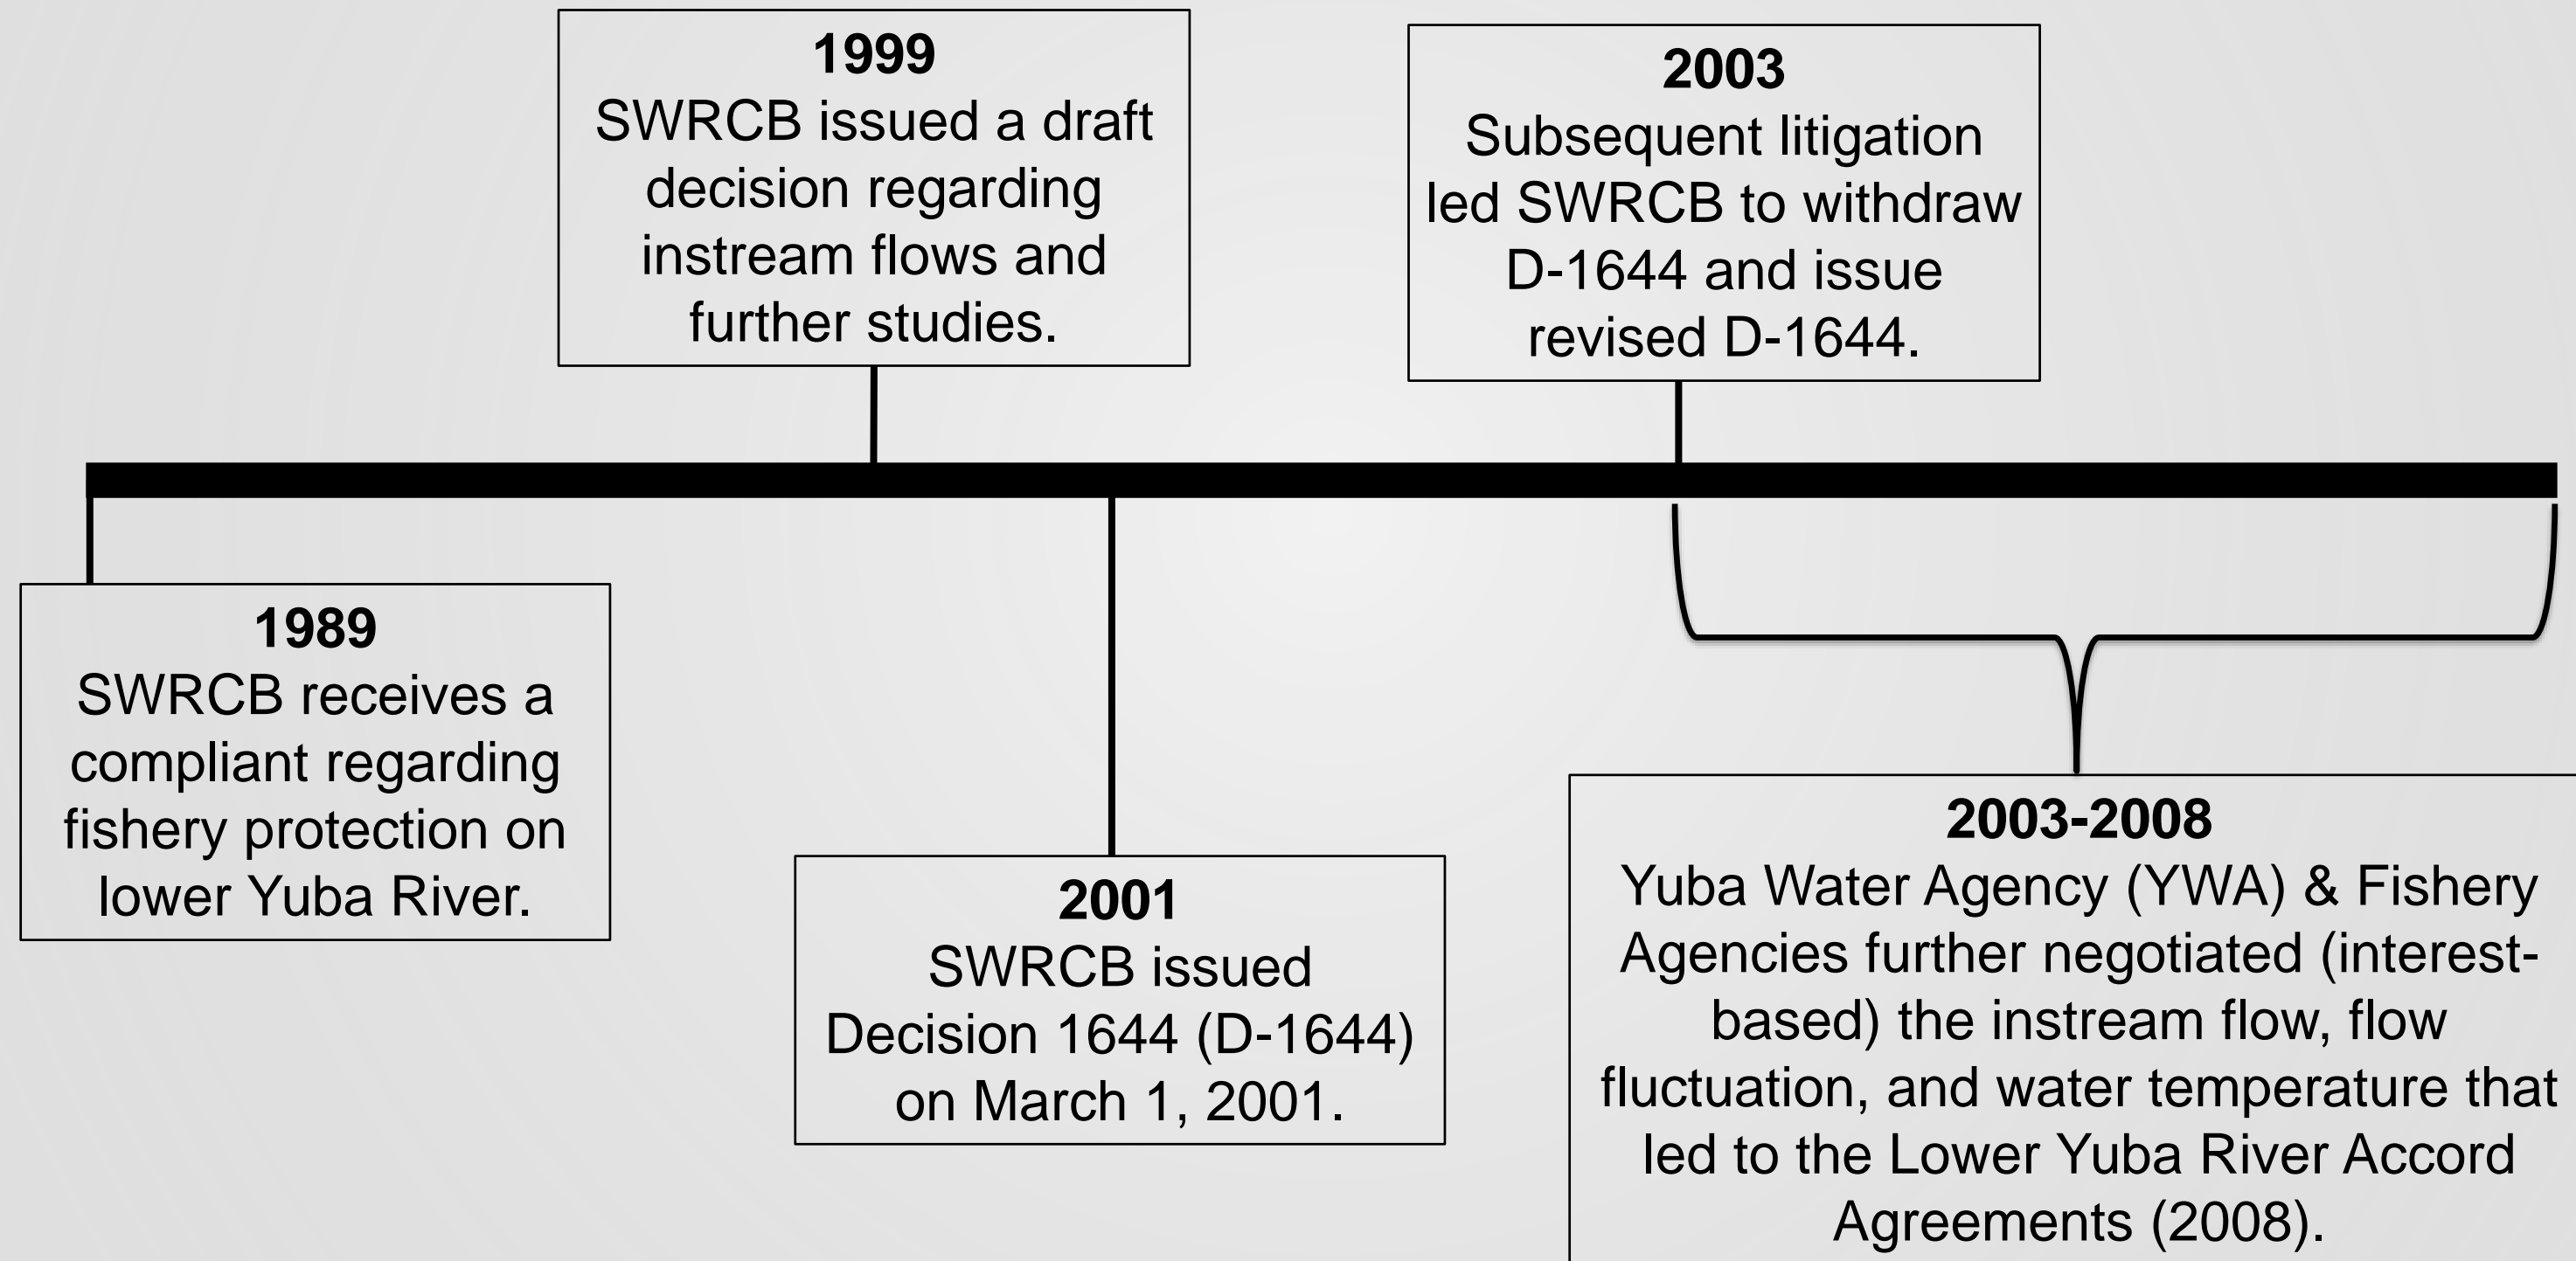 1999
SWRCB issued a draft
decision regarding
instream flows and
further studies.
2003
Subsequent litigation
led SWRCB to withdraw
D-1644 and issue
revised D-1644.
1989
SWRCB receives a
compliant regarding
fishery protection on
lower Yuba River.
2001
SWRCB issued
Decision 1644 (D-1644)
on March 1, 2001.
2003-2008
Yuba Water Agency (YWA) & Fishery
Agencies further negotiated (interest-
based) the instream flow, flow
fluctuation, and water temperature that
led to the Lower Yuba River Accord
Agreements (2008).